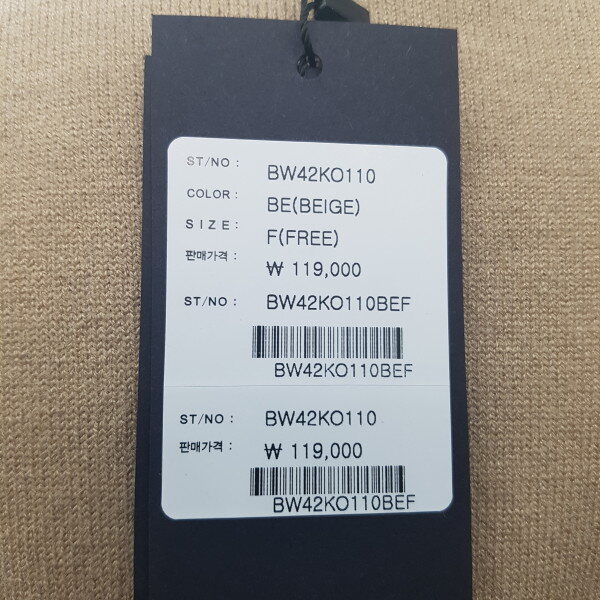 ST/NO : BW42KO110
COLOR : BE(BEIGE)
SIZE : F(FREE)
판매가격 : ₩ 119,000
ST/NO : BW42KO110BEF
BW42KO110BEF
ST/NO : BW42KO110
판매가격 : ₩ 119,000
BW42KO110BEF